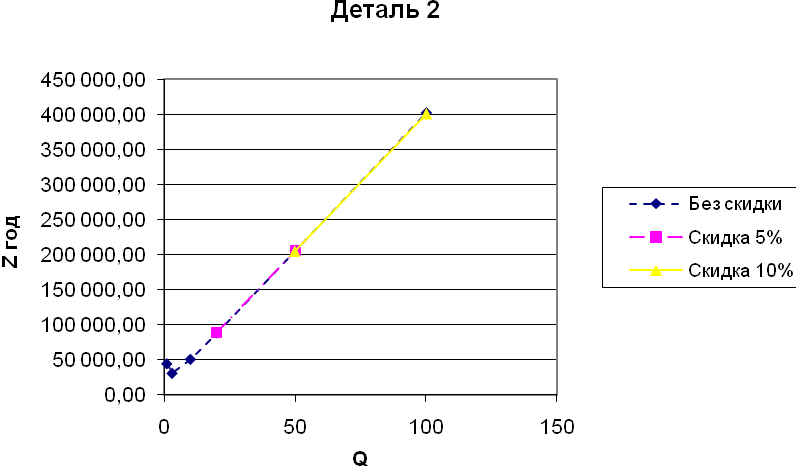 Деталь 2
450 000,00
400 000,00
350 000,00
300 000,00
250 000,00
200 000,00
150 000,00
100 000,00
50 000,00
0,00
Z год
0 50 100 150
Q
Без скидки
Скидка 5%
Скидка 10%